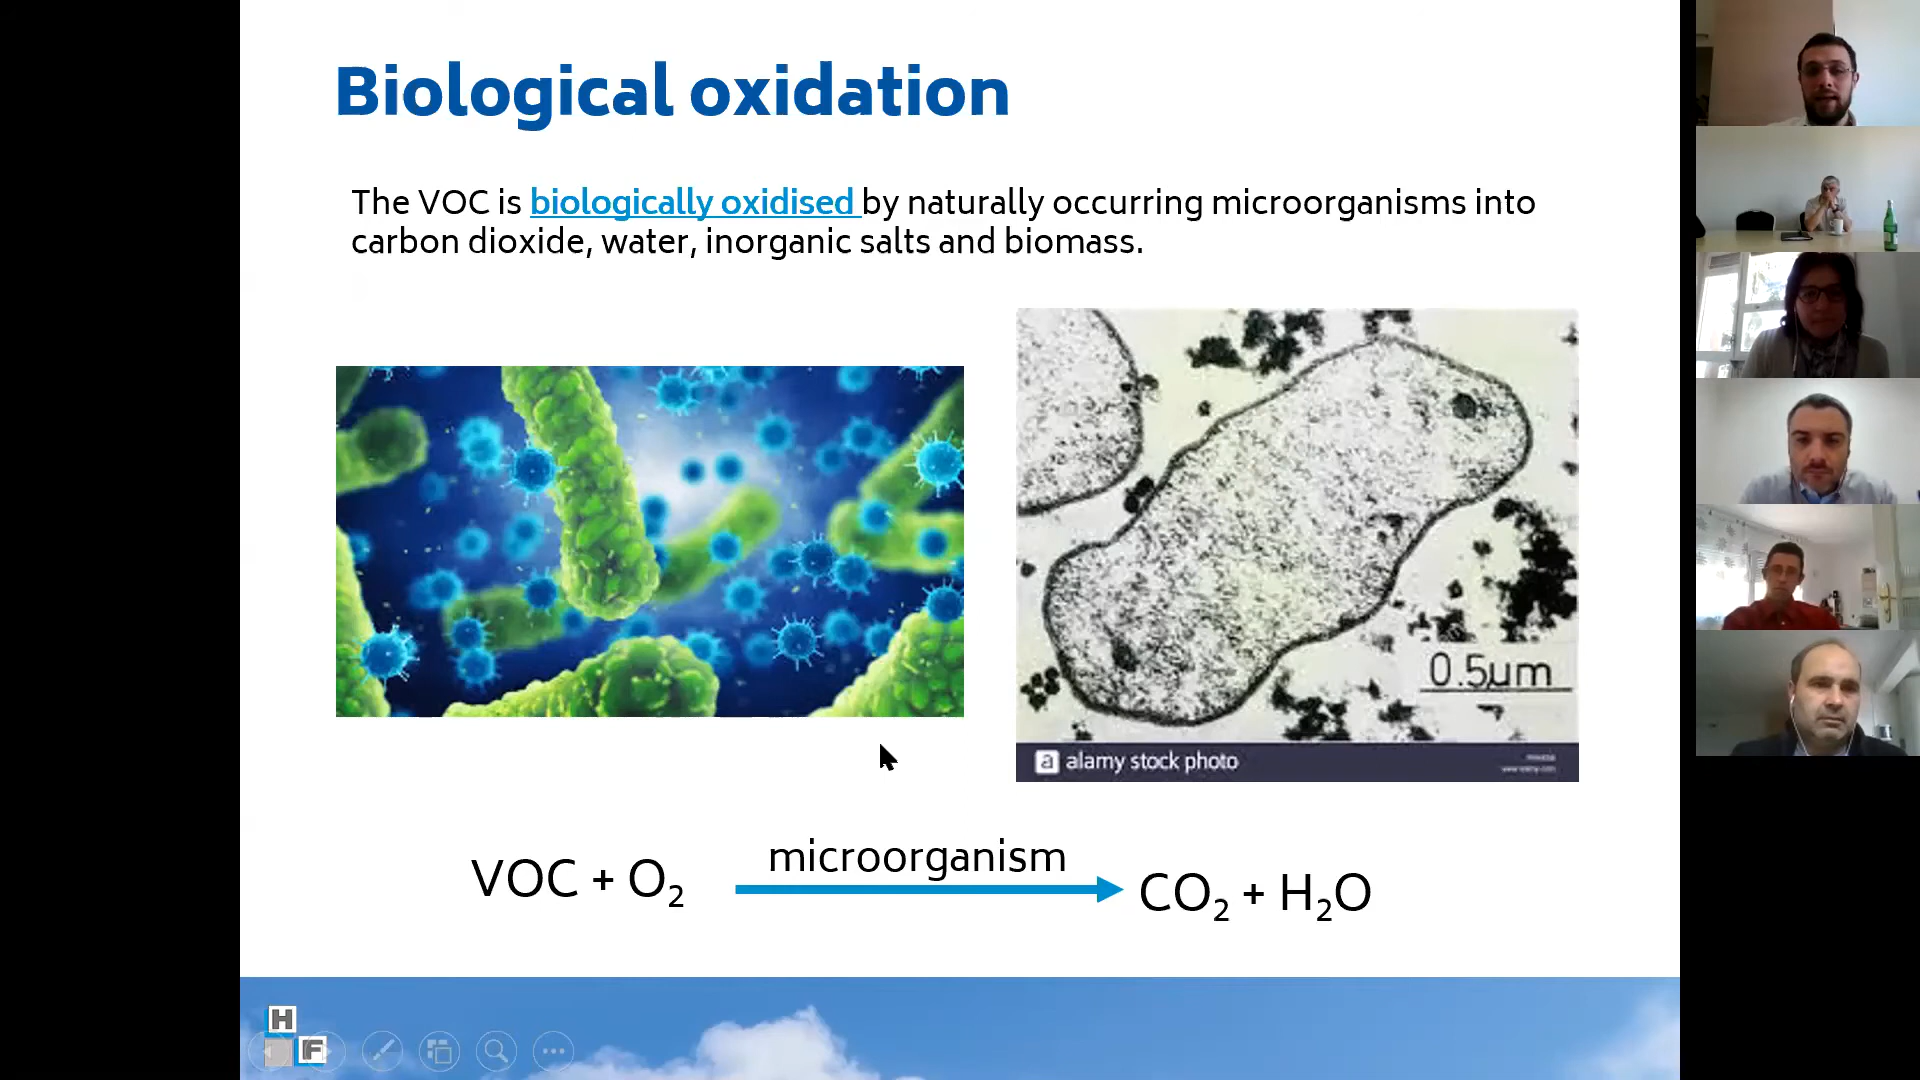 Biological oxidation
The VOC is biologically oxidised by naturally occurring microorganisms into
carbon dioxide, water, inorganic salts and biomass.
0.5µm
a alamy stock photo
microorganism
VOC + O₂
CO₂ + H₂O
H
F